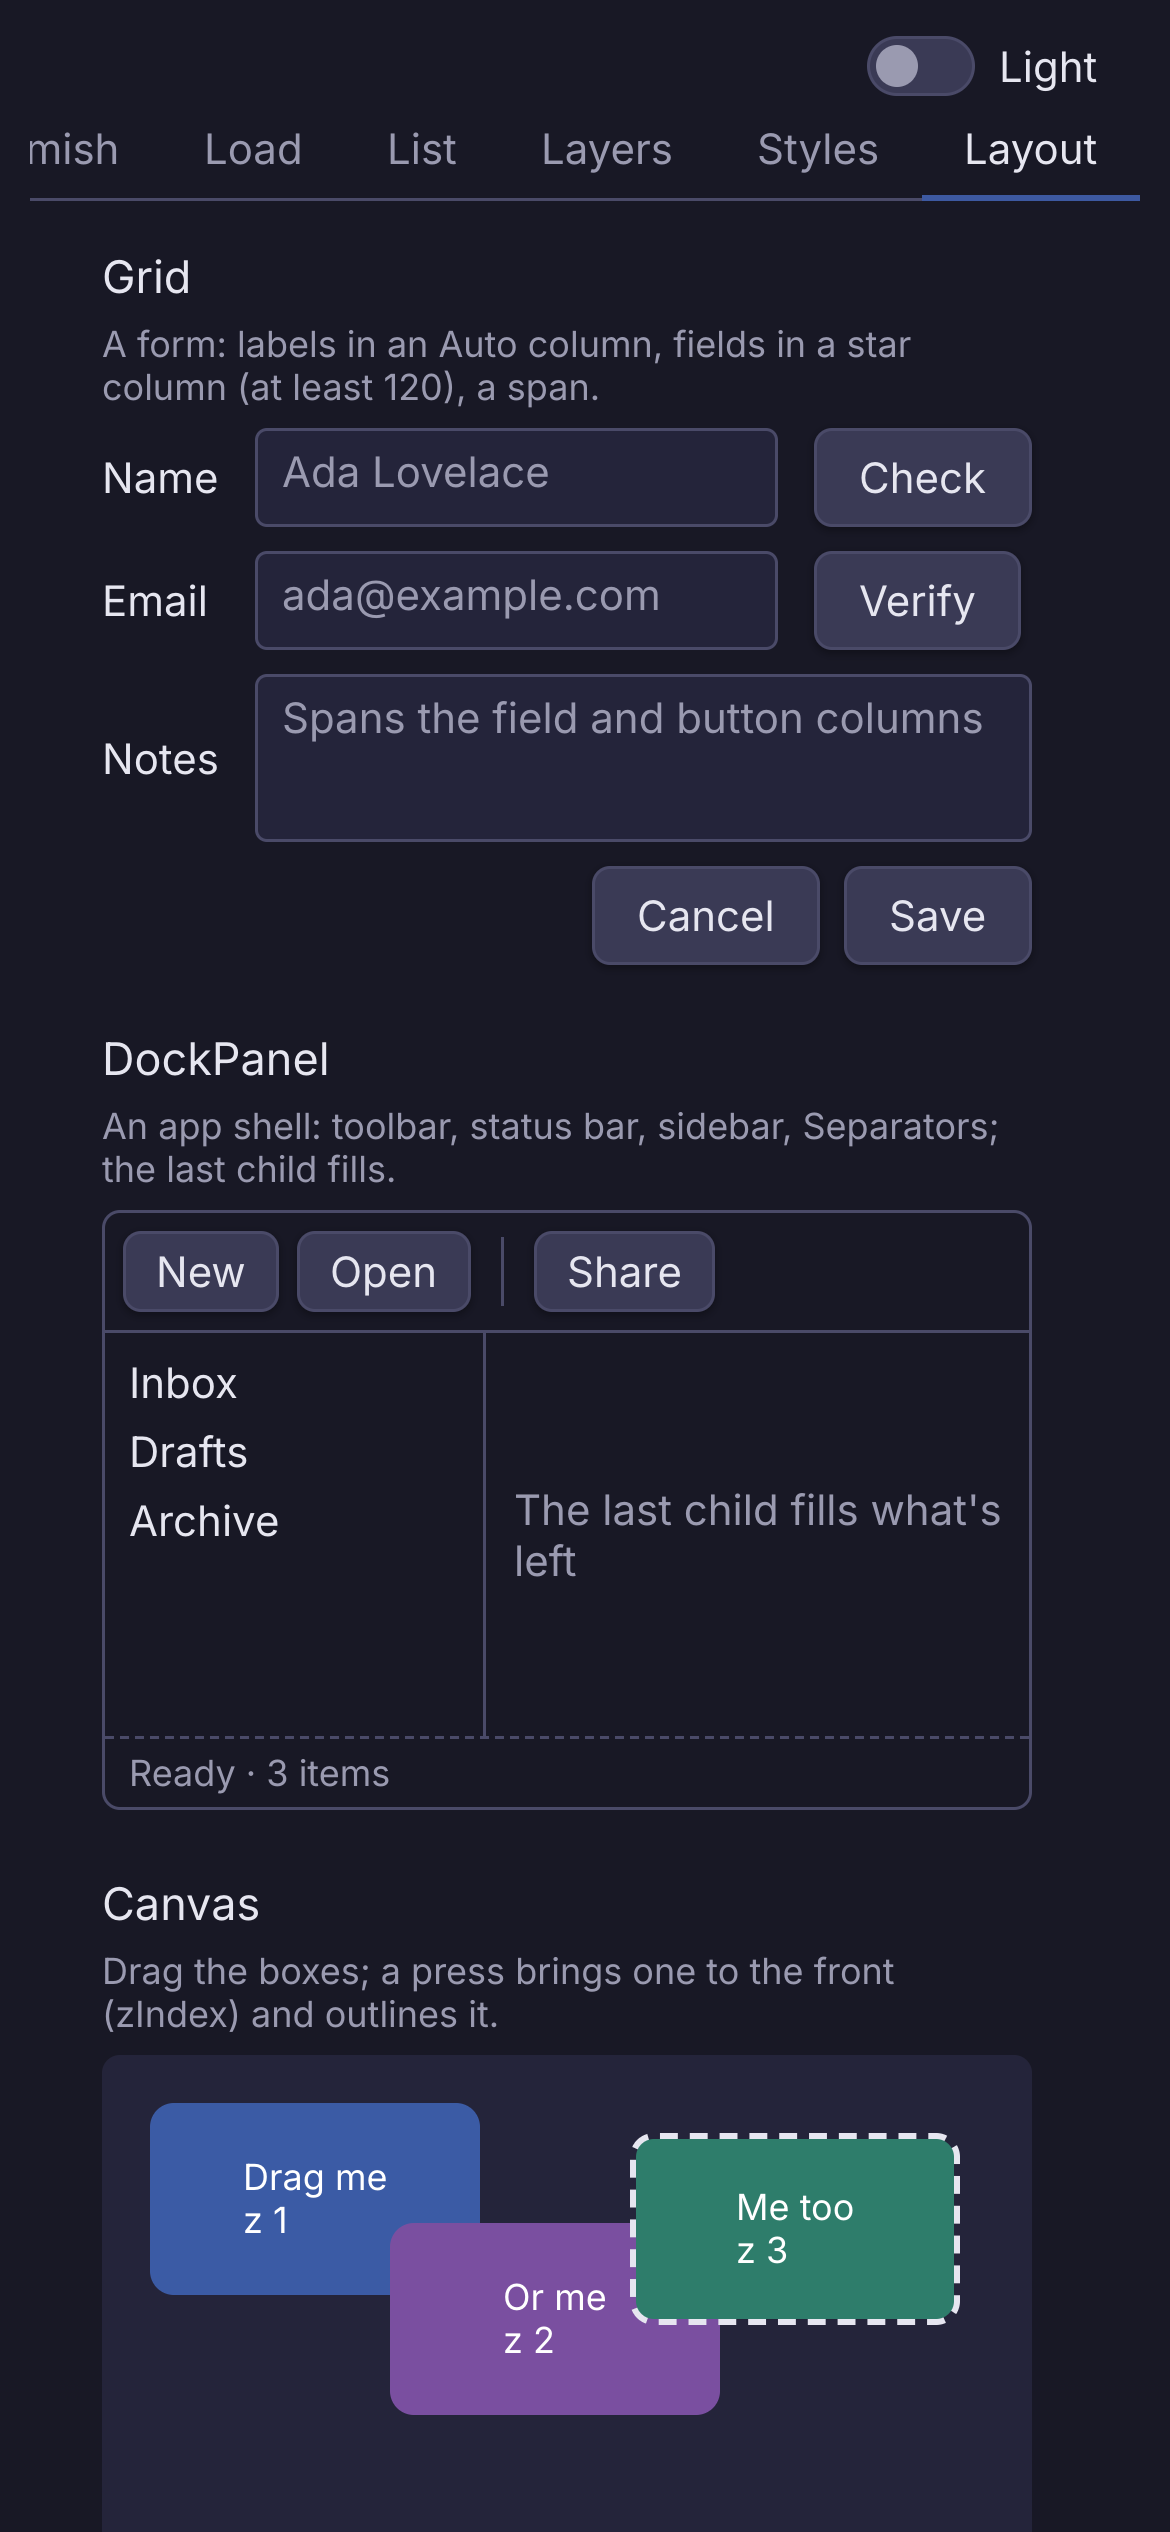 Light
mish Load List Layers Styles Layout
Grid
A form: labels in an Auto column, fields in a star
column (at least 120), a span.
Name Ada Lovelace Check
Email ada@example.com Verify
Notes Spans the field and button columns
Cancel Save
DockPanel
An app shell: toolbar, status bar, sidebar, Separators;
the last child fills.
New Open Share
Inbox
Drafts
Archive
The last child fills what's
left
Ready · 3 items
Canvas
Drag the boxes; a press brings one to the front
(zIndex) and outlines it.
Drag me
z 1
Me too
z 3
Or me
z 2